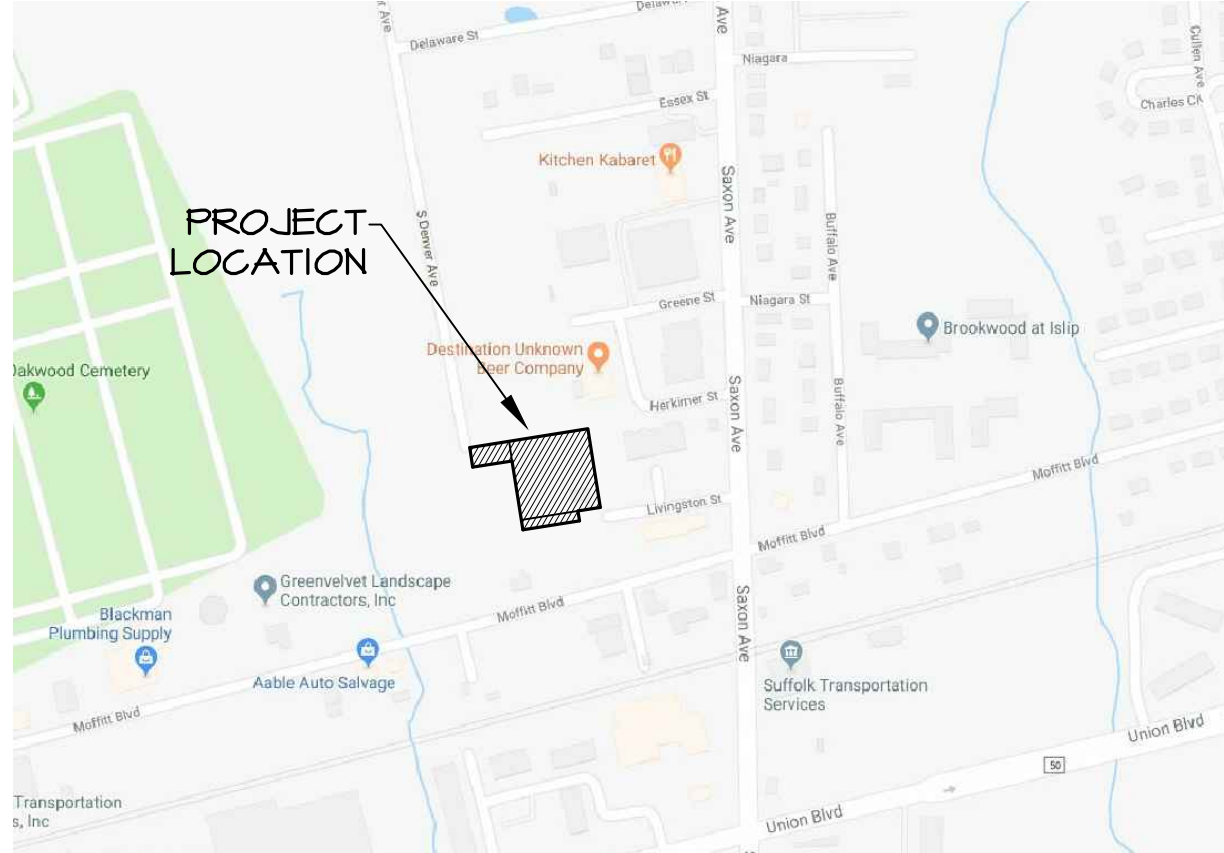 Delaware St
Ave
Niagara
Cullen Ave
Charles Cir
Essex St
Kitchen Kabaret
Saxon Ave
PROJECT
LOCATION
S Denver Ave
Buffalo Ave
Greene St
Niagara St
Brookwood at Islip
Destination Unknown
Beer Company
Oakwood Cemetery
Herkimer St
Saxon Ave
Buffalo Ave
Moffitt Blvd
Livingston St
Moffitt Blvd
Greenvelvet Landscape
Contractors, Inc
Moffitt Blvd
Saxon Ave
Blackman
Plumbing Supply
Aable Auto Salvage
Suffolk Transportation
Services
Moffitt Blvd
Union Blvd
50
Transportation
s, Inc
Union Blvd